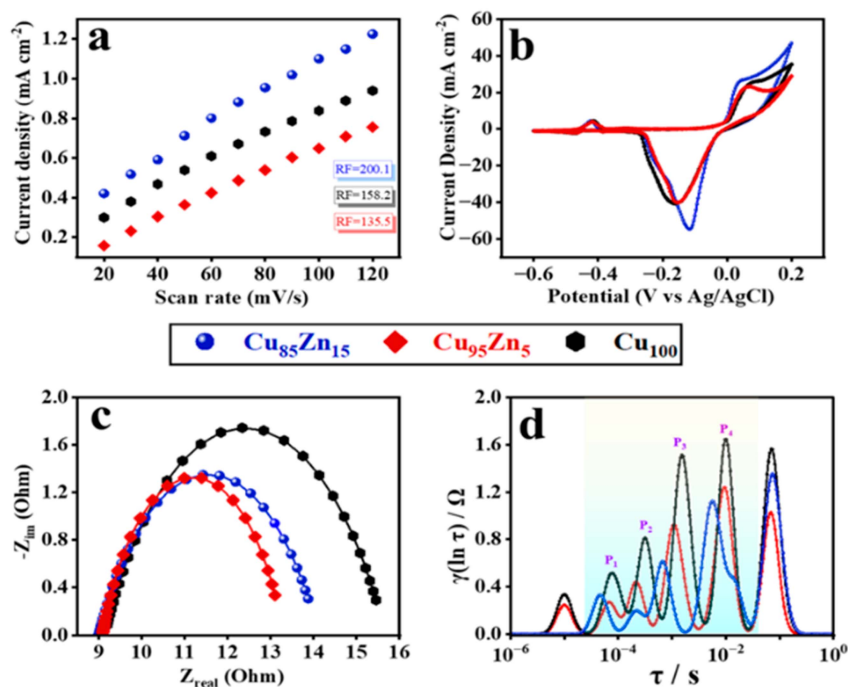 a
Current density (mA cm⁻²)
1.2
1.0
0.8
0.6
0.4
0.2
RF=200.1
RF=158.2
RF=135.5
20 40 60 80 100 120
Scan rate (mV/s)
b
Current Density (mA cm⁻²)
60
40
20
0
−20
−40
−60
−0.6 −0.4 −0.2 0.0 0.2
Potential (V vs Ag/AgCl)
Cu₈₅Zn₁₅ Cu₉₅Zn₅ Cu₁₀₀
c
-Z_im (Ohm)
1.8
1.2
0.6
0.0
9 10 11 12 13 14 15 16
Z_real (Ohm)
d
γ(ln τ) / Ω
2.0
1.6
1.2
0.8
0.4
0.0
P₁
P₂
P₃
P₄
10⁻⁶ 10⁻⁴ 10⁻² 10⁰
τ / s